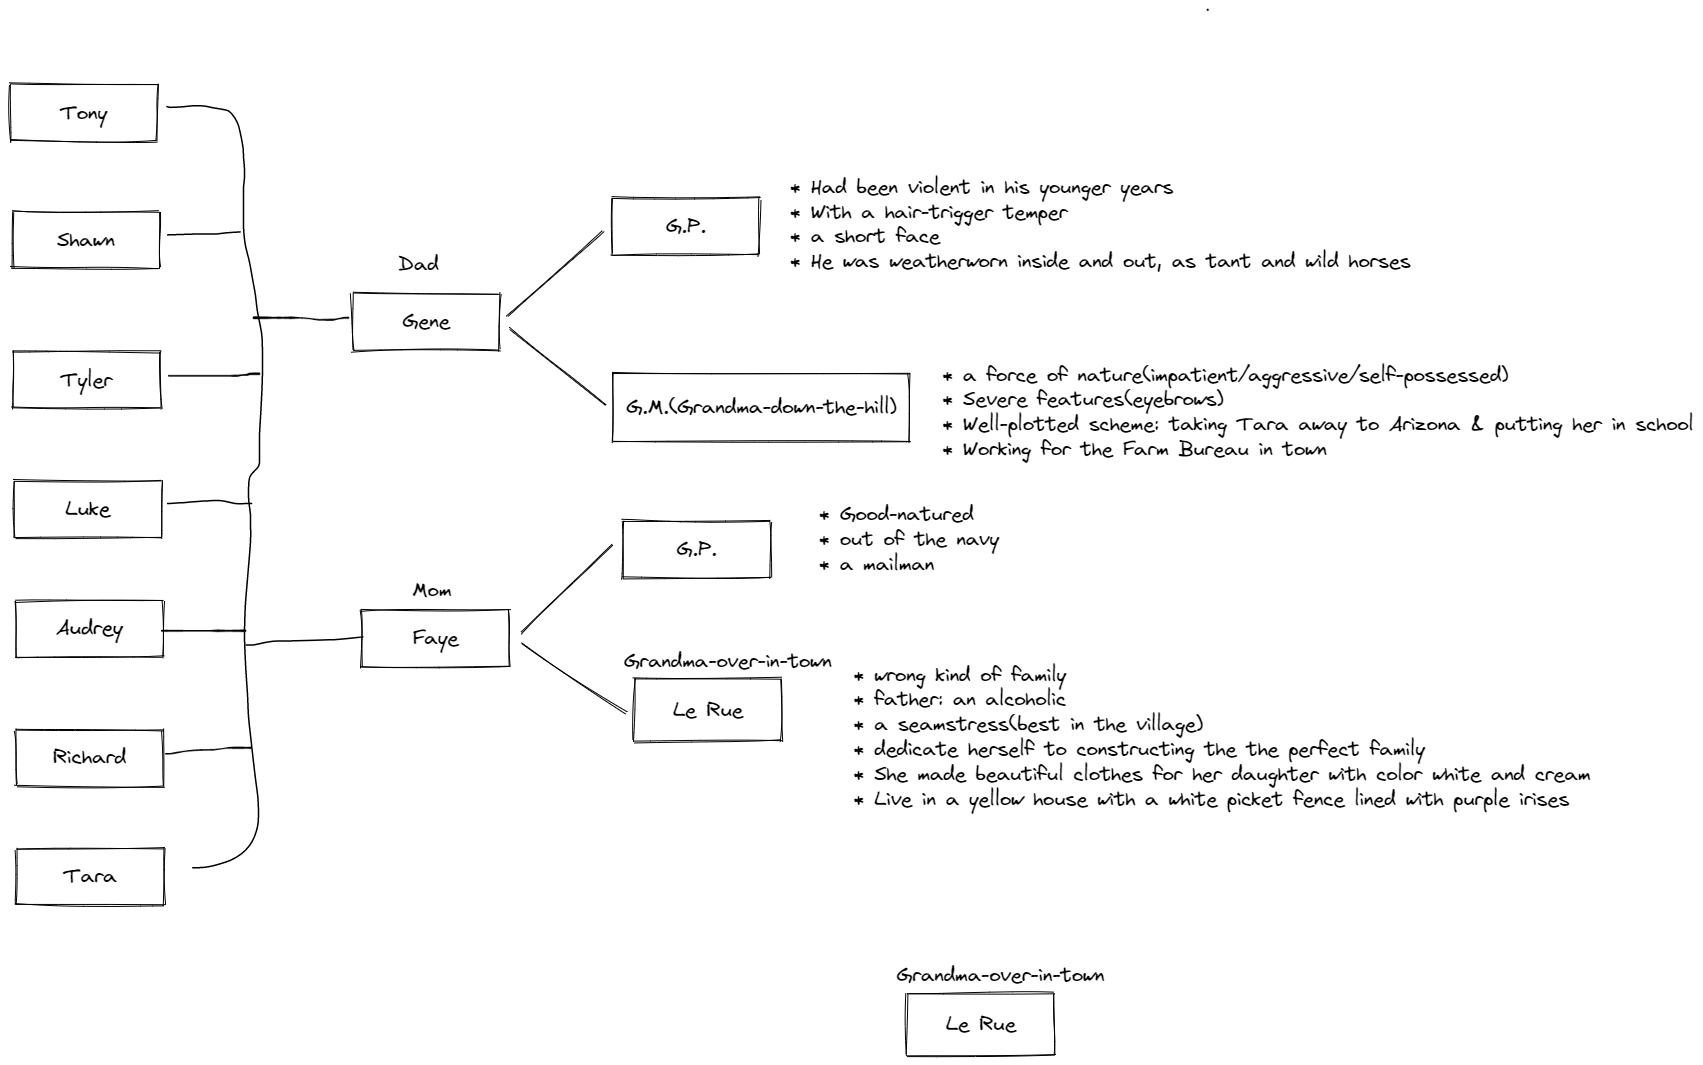 Tony
Shawn
Tyler
Luke
Audrey
Richard
Tara
Dad
Gene
Mom
Faye
G.P.
* Had been violent in his younger years
* With a hair-trigger temper
* a short face
* He was weatherworn inside and out, as tant and wild horses
G.M.(Grandma-down-the-hill)
* a force of nature(impatient/aggressive/self-possessed)
* Severe features(eyebrows)
* Well-plotted scheme: taking Tara away to Arizona & putting her in school
* Working for the Farm Bureau in town
G.P.
* Good-natured
* out of the navy
* a mailman
Grandma-over-in-town
Le Rue
* wrong kind of family
* father: an alcoholic
* a seamstress(best in the village)
* dedicate herself to constructing the the perfect family
* She made beautiful clothes for her daughter with color white and cream
* Live in a yellow house with a white picket fence lined with purple irises
Grandma-over-in-town
Le Rue